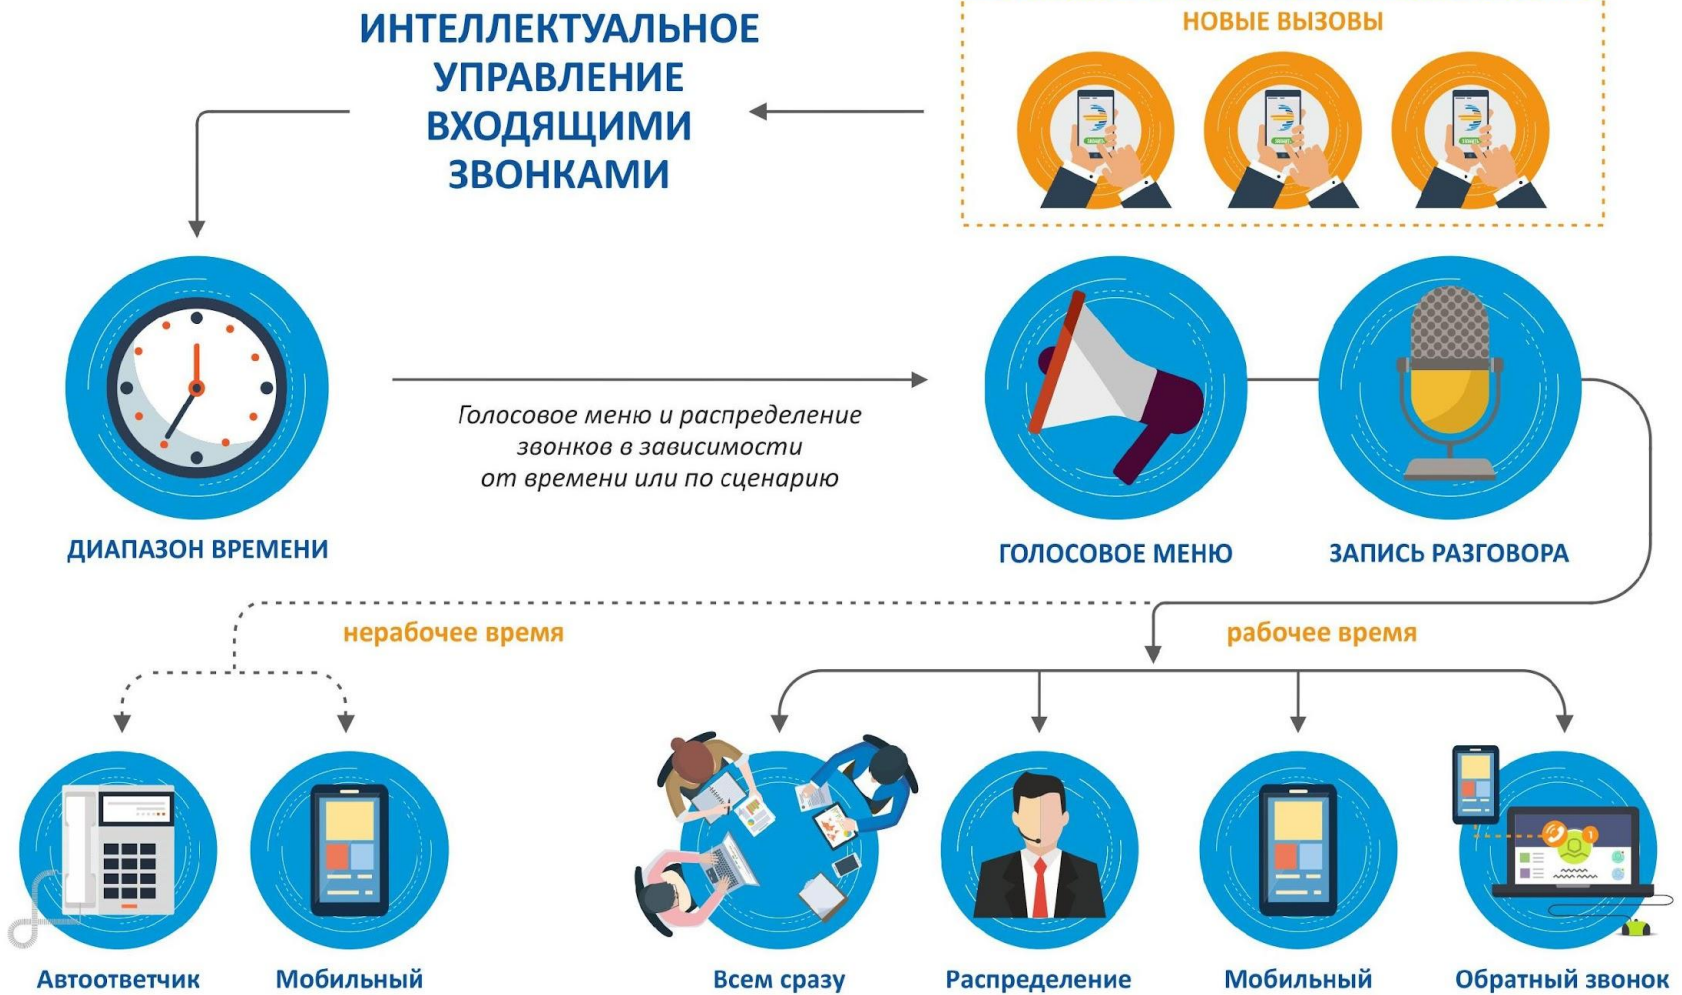 ИНТЕЛЛЕКТУАЛЬНОЕ
УПРАВЛЕНИЕ
ВХОДЯЩИМИ
ЗВОНКАМИ
НОВЫЕ ВЫЗОВЫ
Голосовое меню и распределение
звонков в зависимости
от времени или по сценарию
ДИАПАЗОН ВРЕМЕНИ
ГОЛОСОВОЕ МЕНЮ
ЗАПИСЬ РАЗГОВОРА
нерабочее время
рабочее время
1
Автоответчик
Мобильный
Всем сразу
Распределение
Мобильный
Обратный звонок